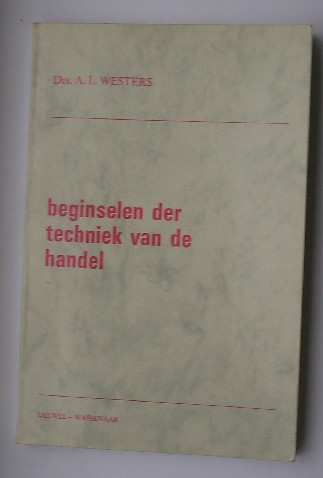 Drs. A. L. WESTERS
beginselen der
techniek van de
handel
DELWEL - WASSENAAR